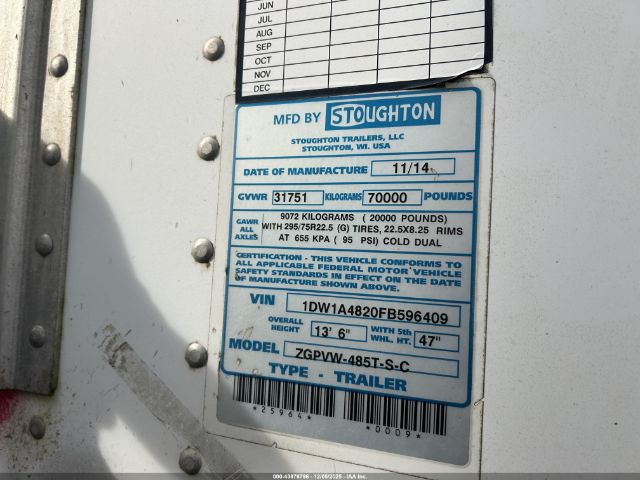 JUN
JUL
AUG
SEP
OCT
NOV
DEC
MFD BY STOUGHTON
STOUGHTON TRAILERS, LLC
STOUGHTON, WI. USA
DATE OF MANUFACTURE 11/14
GVWR 31751 KILOGRAMS 70000 POUNDS
GAWR ALL AXLES
9072 KILOGRAMS ( 20000 POUNDS)
WITH 295/75R22.5 (G) TIRES, 22.5X8.25 RIMS
AT 655 KPA ( 95 PSI) COLD DUAL
CERTIFICATION - THIS VEHICLE CONFORMS TO
ALL APPLICABLE FEDERAL MOTOR VEHICLE
SAFETY STANDARDS IN EFFECT ON THE DATE
OF MANUFACTURE SHOWN ABOVE.
VIN 1DW1A4820FB596409
OVERALL HEIGHT 13' 6" WITH 5th WHL. HT. 47"
MODEL ZGPVW-485T-S-C
TYPE - TRAILER
*25964* *0009*
000-43876796 - 12/09/2025 - IAAI.COM